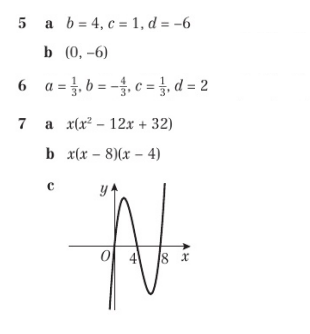 5 a b = 4, c = 1, d = –6
b (0, –6)
6 a = 1/3, b = –4/3, c = 1/3, d = 2
7 a x(x² – 12x + 32)
b x(x – 8)(x – 4)
c
y
O 4 8 x